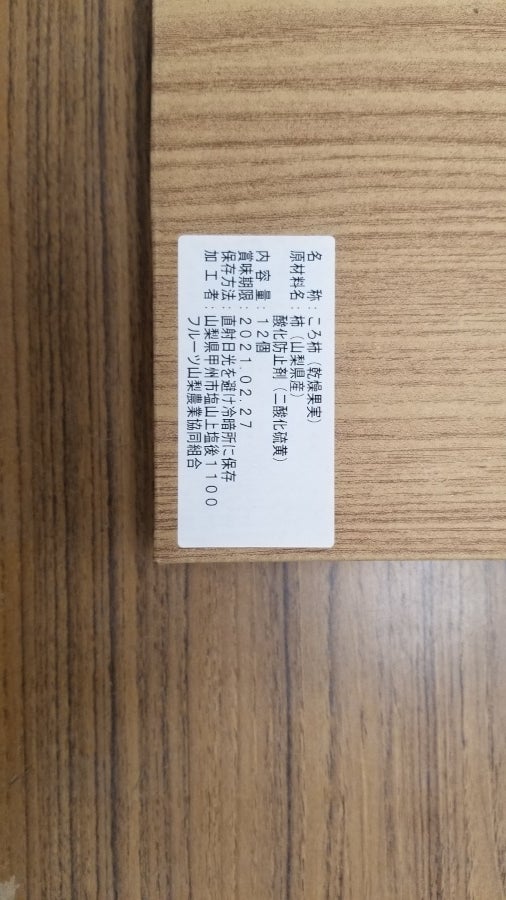 名　　称：ころ柿（乾燥果実）
原材料名：柿（山梨県産）
酸化防止剤（二酸化硫黄）
内 容 量：１２個
賞味期限：２０２１．０２．２７
保存方法：直射日光を避け冷暗所に保存
加 工 者：山梨県甲州市塩山上塩後１１００
フルーツ山梨農業協同組合